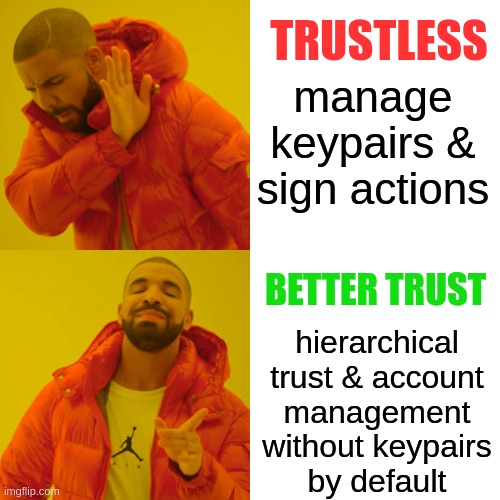 TRUSTLESS
manage
keypairs &
sign actions
BETTER TRUST
hierarchical
trust & account
management
without keypairs
by default
imgflip.com